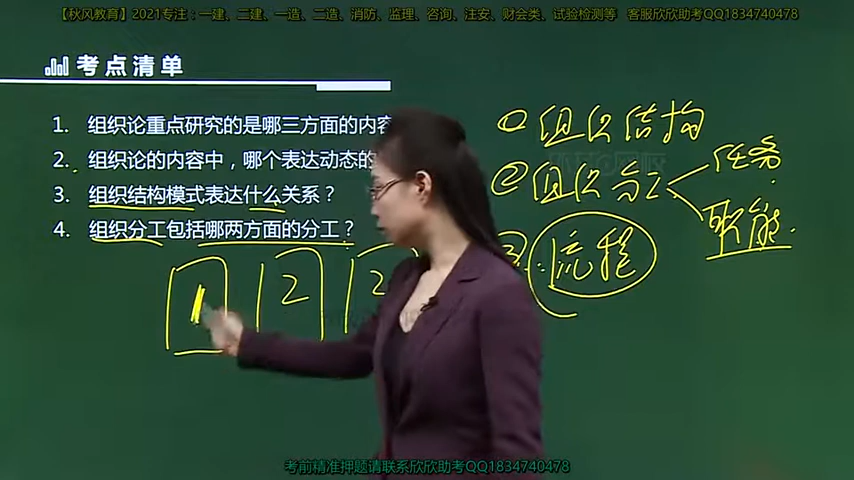 【秋风教育】2021专注：一建、二建、一造、二造、消防、监理、咨询、注安、财会类、试验检测等 客服欣欣助考QQ1834740478
考点清单
1. 组织论重点研究的是哪三方面的内容
2. 组织论的内容中，哪个表达动态的
3. 组织结构模式表达什么关系？
4. 组织分工包括哪两方面的分工？
① 组织结构
② 组织分工
任务
职能
③ 流程
1 2 2
考前精准押题请联系欣欣助考QQ1834740478